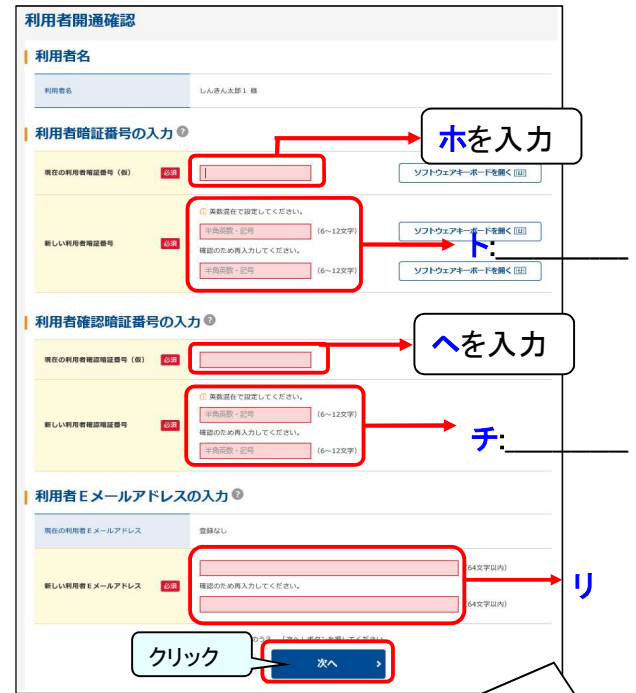 利用者開通確認
利用者名
利用者名 しんきん太郎1 様
利用者暗証番号の入力 ?
ホを入力
現在の利用者暗証番号(仮) 必須 ソフトウェアキーボードを開く
英数混在で設定してください。
半角英数・記号 (6~12文字) ソフトウェアキーボードを開く
新しい利用者暗証番号 必須
ト:
確認のため再入力してください。
半角英数・記号 (6~12文字) ソフトウェアキーボードを開く
利用者確認暗証番号の入力 ?
ヘを入力
現在の利用者確認暗証番号(仮) 必須
英数混在で設定してください。
半角英数・記号 (6~12文字)
新しい利用者確認暗証番号 必須
確認のため再入力してください。
チ:
半角英数・記号 (6~12文字)
利用者Eメールアドレスの入力 ?
現在の利用者Eメールアドレス 登録なし
(64文字以内)
新しい利用者Eメールアドレス 必須 確認のため再入力してください。
リ
(64文字以内)
のうえ、「次へ」ボタンを押してください
クリック
次へ